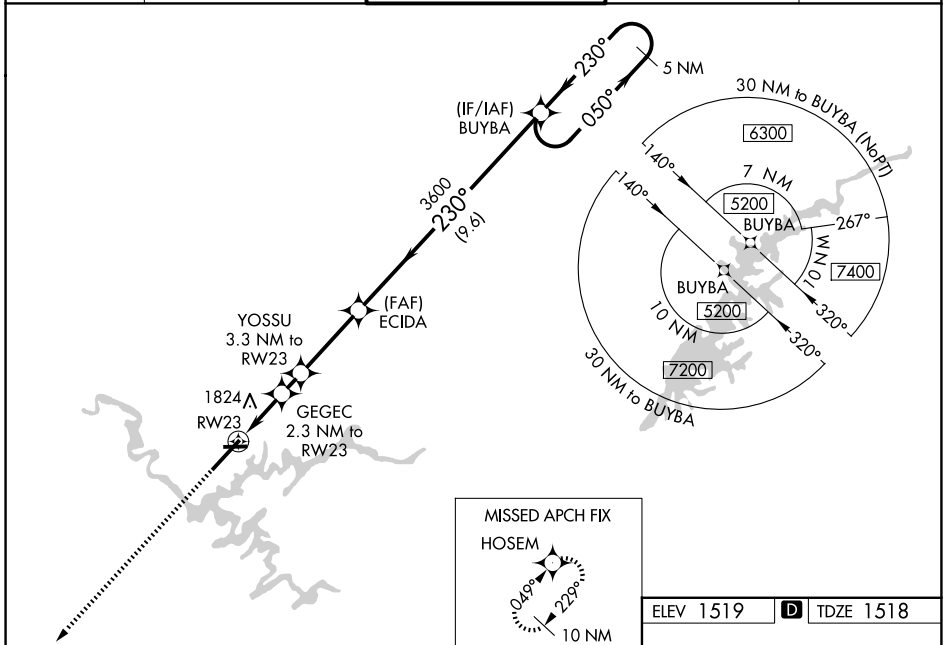 230°
050°
5 NM
(IF/IAF)
BUYBA
3600
230°
(9.6)
(FAF)
ECIDA
YOSSU
3.3 NM to
RW23
1824
RW23
GEGEC
2.3 NM to
RW23
30 NM to BUYBA (NoPT)
6300
140°
7 NM
5200
BUYBA
267°
10 NM
7400
320°
140°
BUYBA
5200
10 NM
320°
7200
30 NM to BUYBA
MISSED APCH FIX
HOSEM
049°
229°
10 NM
ELEV 1519 D TDZE 1518